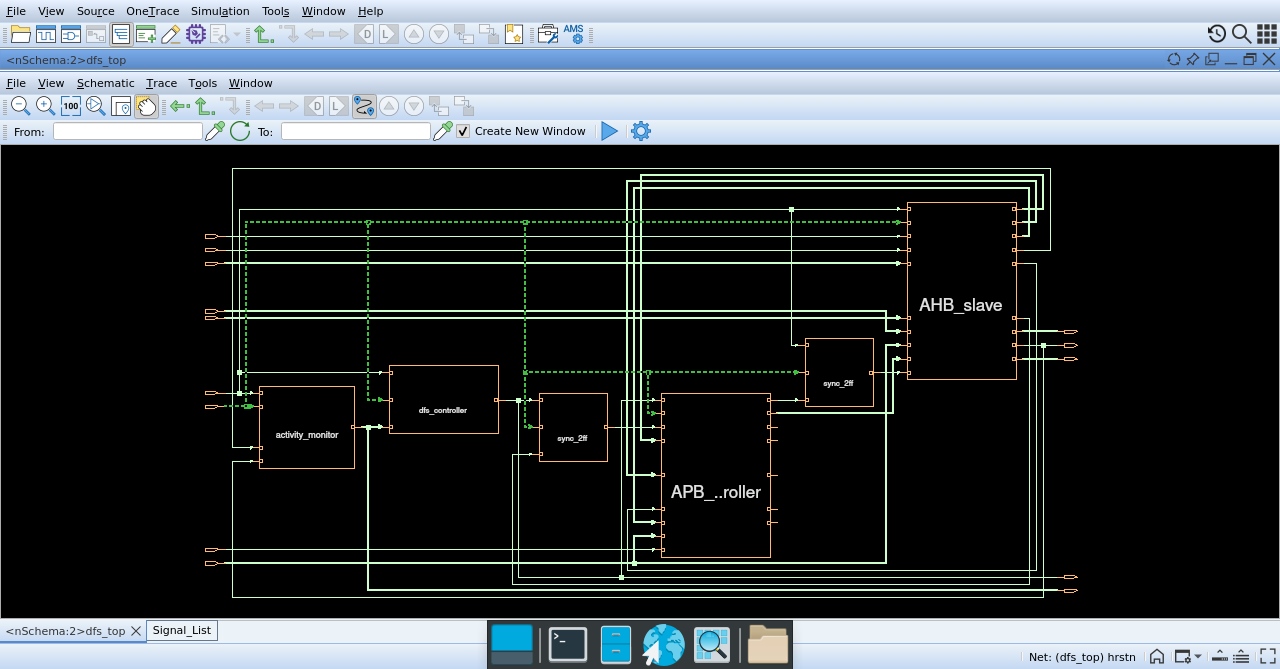 File View Source OneTrace Simulation Tools Window Help
D L AMS
<nSchema:2>dfs_top
File View Schematic Trace Tools Window
100 D L
From: To: Create New Window
AHB_slave
sync_2ff
dfs_controller
activity_monitor
sync_2ff
APB_..roller
<nSchema:2>dfs_top Signal_List
>_
Net: (dfs_top) hrstn